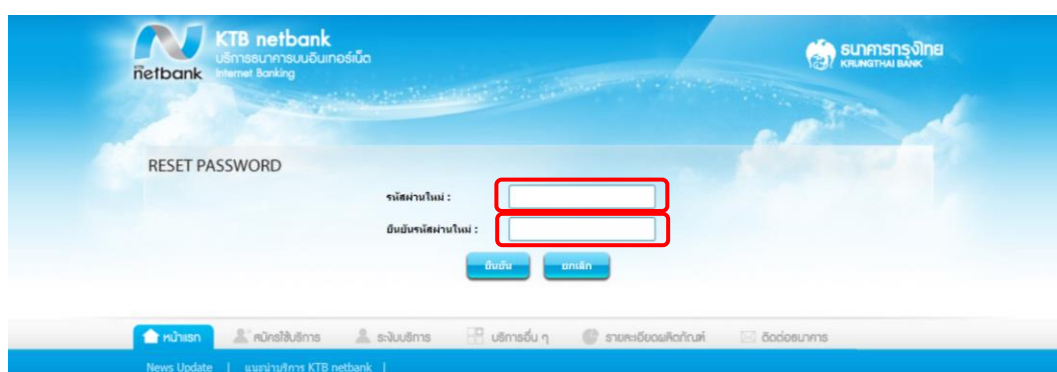 KTB netbank
บริการธนาคารบนอินเทอร์เน็ต
Internet Banking
KTB
netbank
ธนาคารกรุงไทย
KRUNGTHAI BANK
RESET PASSWORD
รหัสผ่านใหม่ :
ยืนยันรหัสผ่านใหม่ :
ยืนยัน ยกเลิก
หน้าแรก สมัครใช้บริการ ระงับบริการ บริการอื่น ๆ รายละเอียดผลิตภัณฑ์ ติดต่อธนาคาร
News Update | แนะนำบริการ KTB netbank |